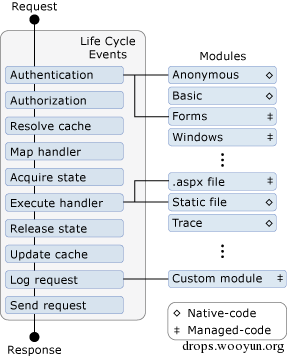 Request
Life Cycle
Events
Modules
Authentication
Anonymous
Authorization
Basic
Resolve cache
Forms
Map handler
Windows
Acquire state
.aspx file
Execute handler
Static file
Release state
Trace
Update cache
Log request
Custom module
Send request
Native-code
Managed-code
Response
drops.wooyun.org